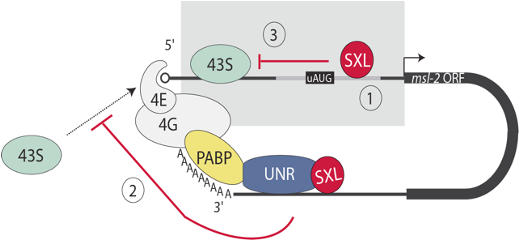 3
5'
43S
SXL
uAUG
msl-2 ORF
1
4E
4G
43S
PABP
UNR
SXL
AAAAAAAA
2
3'